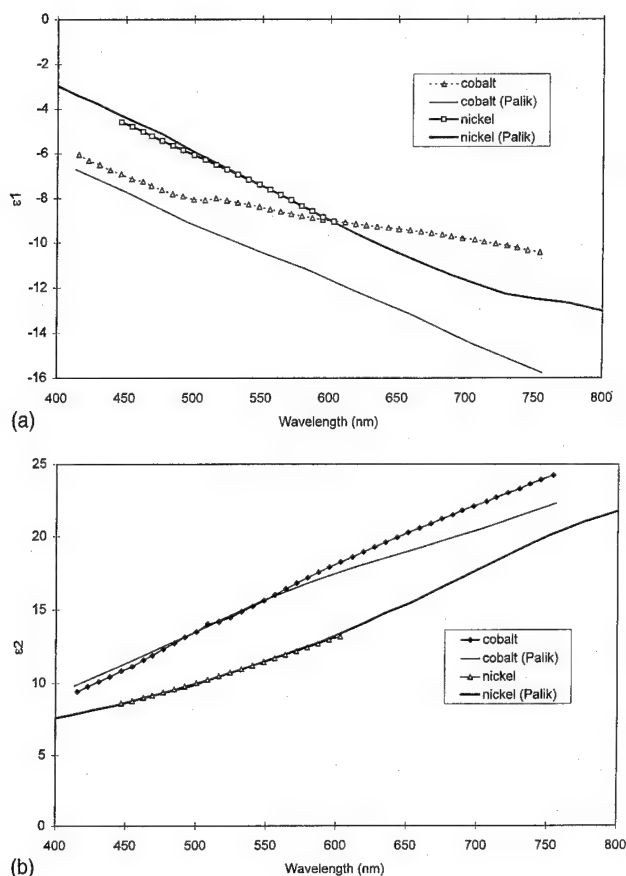 (a)
0
-2
-4
-6
-8
-10
-12
-14
-16
ε1
cobalt
cobalt (Palik)
nickel
nickel (Palik)
400 450 500 550 600 650 700 750 800
Wavelength (nm)
(b)
25
20
15
10
5
0
ε2
cobalt
cobalt (Palik)
nickel
nickel (Palik)
400 450 500 550 600 650 700 750 800
Wavelength (nm)